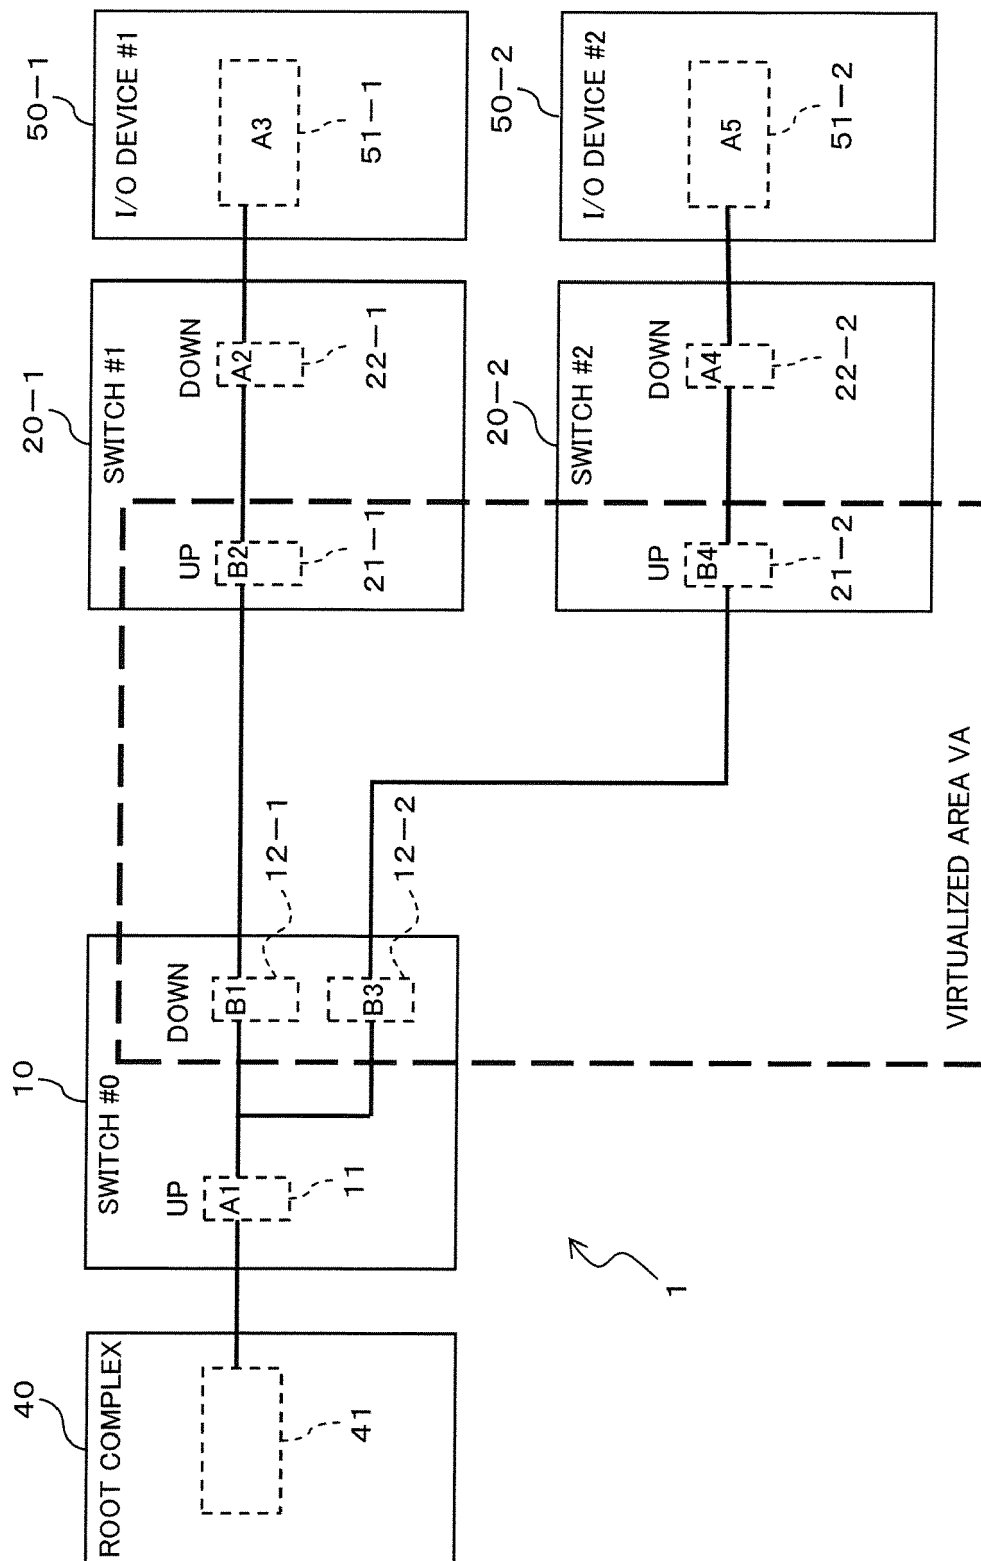 40
ROOT COMPLEX
41
10
SWITCH #0
UP
A1
11
DOWN
B1
12-1
B3
12-2
20-1
SWITCH #1
UP
B2
21-1
DOWN
A2
22-1
50-1
I/O DEVICE #1
A3
51-1
20-2
SWITCH #2
UP
B4
21-2
DOWN
A4
22-2
50-2
I/O DEVICE #2
A5
51-2
1
VIRTUALIZED AREA VA